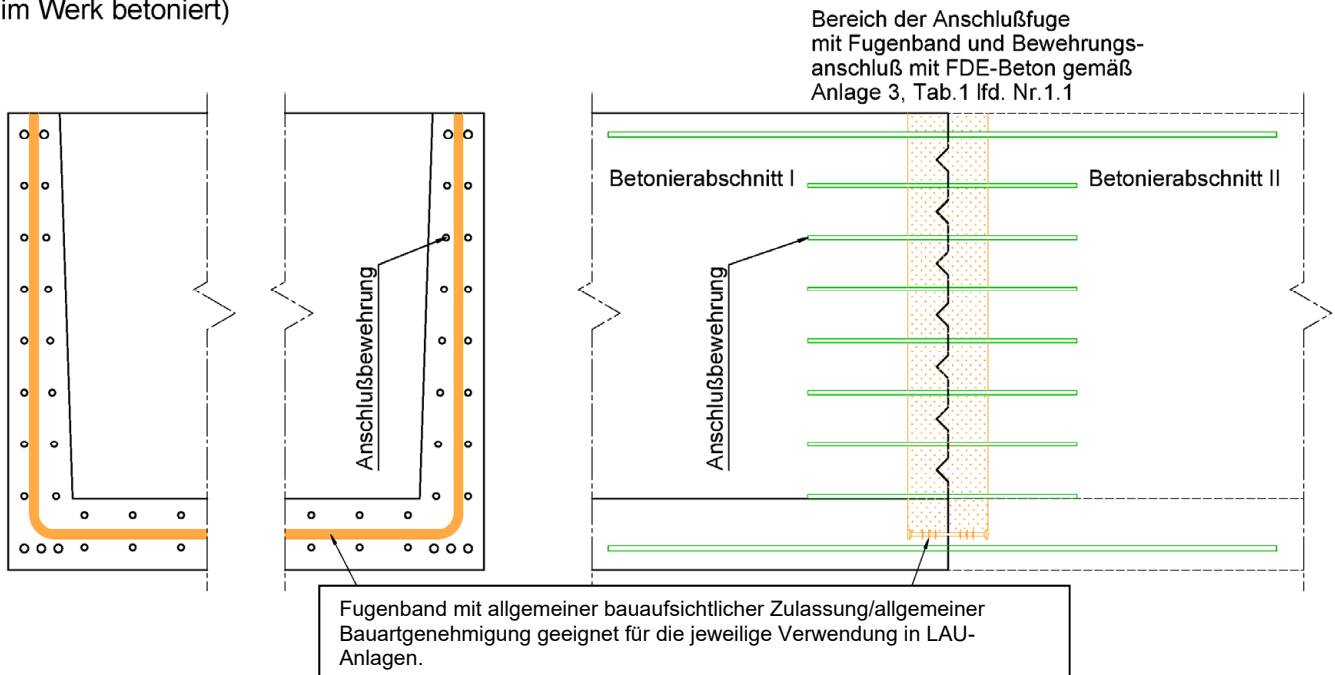 im Werk betoniert)
Bereich der Anschlußfuge
mit Fugenband und Bewehrungs-
anschluß mit FDE-Beton gemäß
Anlage 3, Tab.1 lfd. Nr.1.1
Betonierabschnitt I
Betonierabschnitt II
Anschlußbewehrung
Anschlußbewehrung
Fugenband mit allgemeiner bauaufsichtlicher Zulassung/allgemeiner
Bauartgenehmigung geeignet für die jeweilige Verwendung in LAU-
Anlagen.